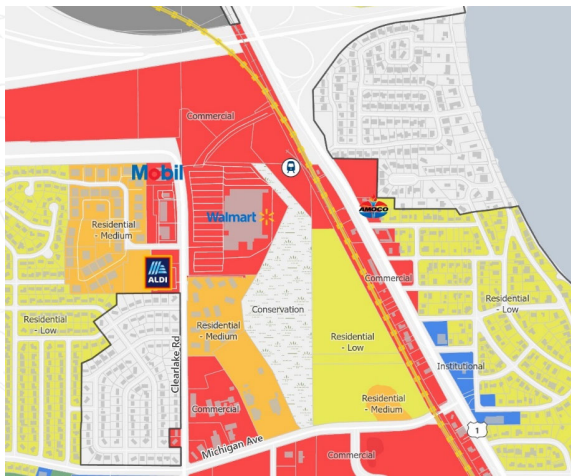 Commercial
Mobil
Residential
- Medium
Walmart
AMOCO
ALDI
Commercial
Residential
- Low
Residential
- Low
Residential
- Medium
Conservation
Residential
- Low
Clearlake Rd
Institutional
Residential
- Medium
Commercial
1
Michigan Ave
Commercial